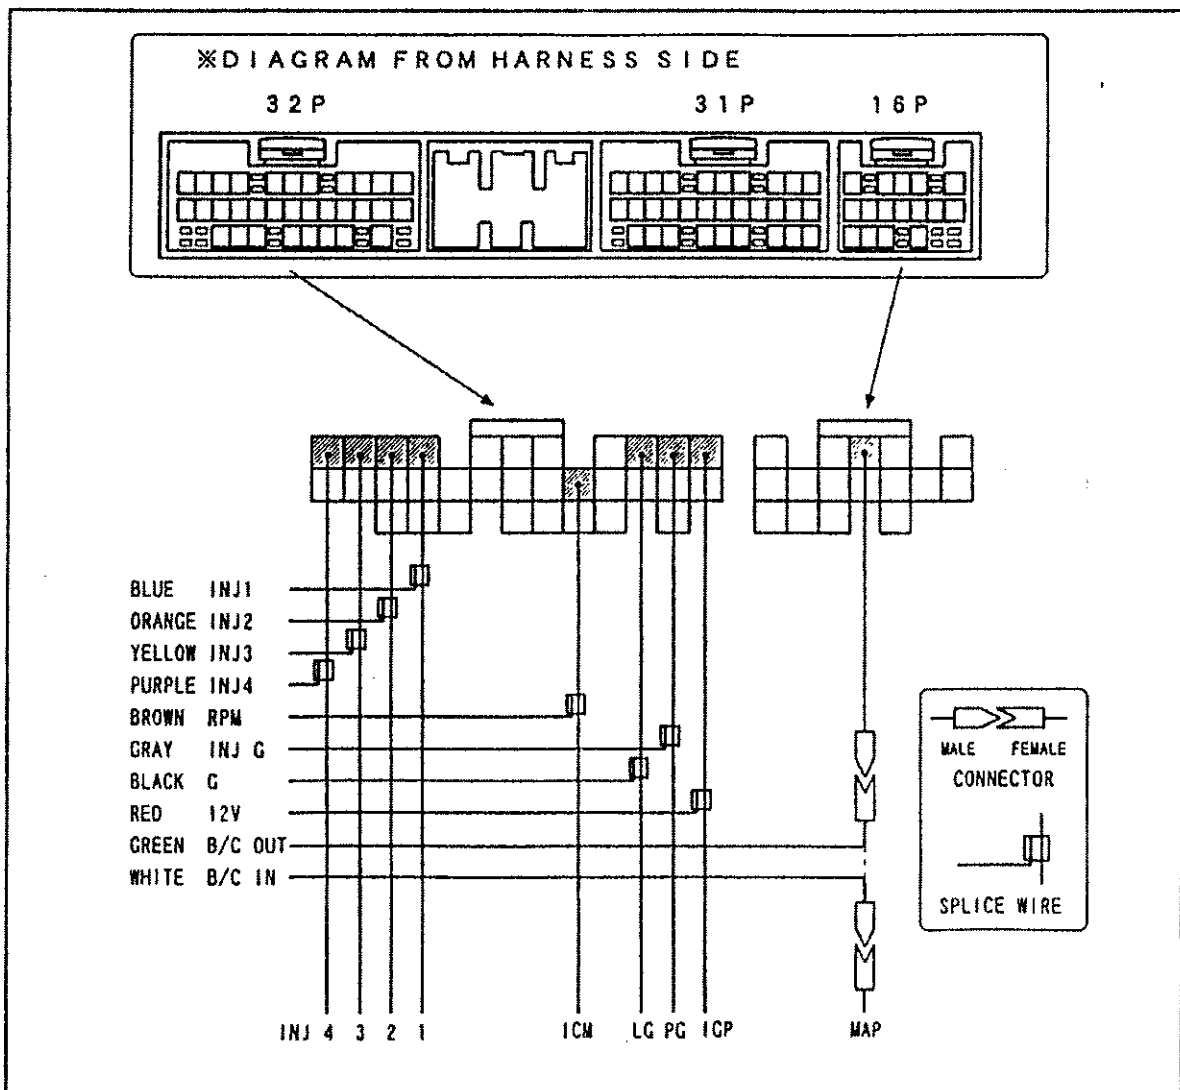 ※DIAGRAM FROM HARNESS SIDE
32P 31P 16P
BLUE INJ1
ORANGE INJ2
YELLOW INJ3
PURPLE INJ4
BROWN RPM
GRAY INJ G
BLACK G
RED 12V
GREEN B/C OUT
WHITE B/C IN
MALE FEMALE
CONNECTOR
SPLICE WIRE
INJ 4 3 2 1 ICM LG PG IGP MAP